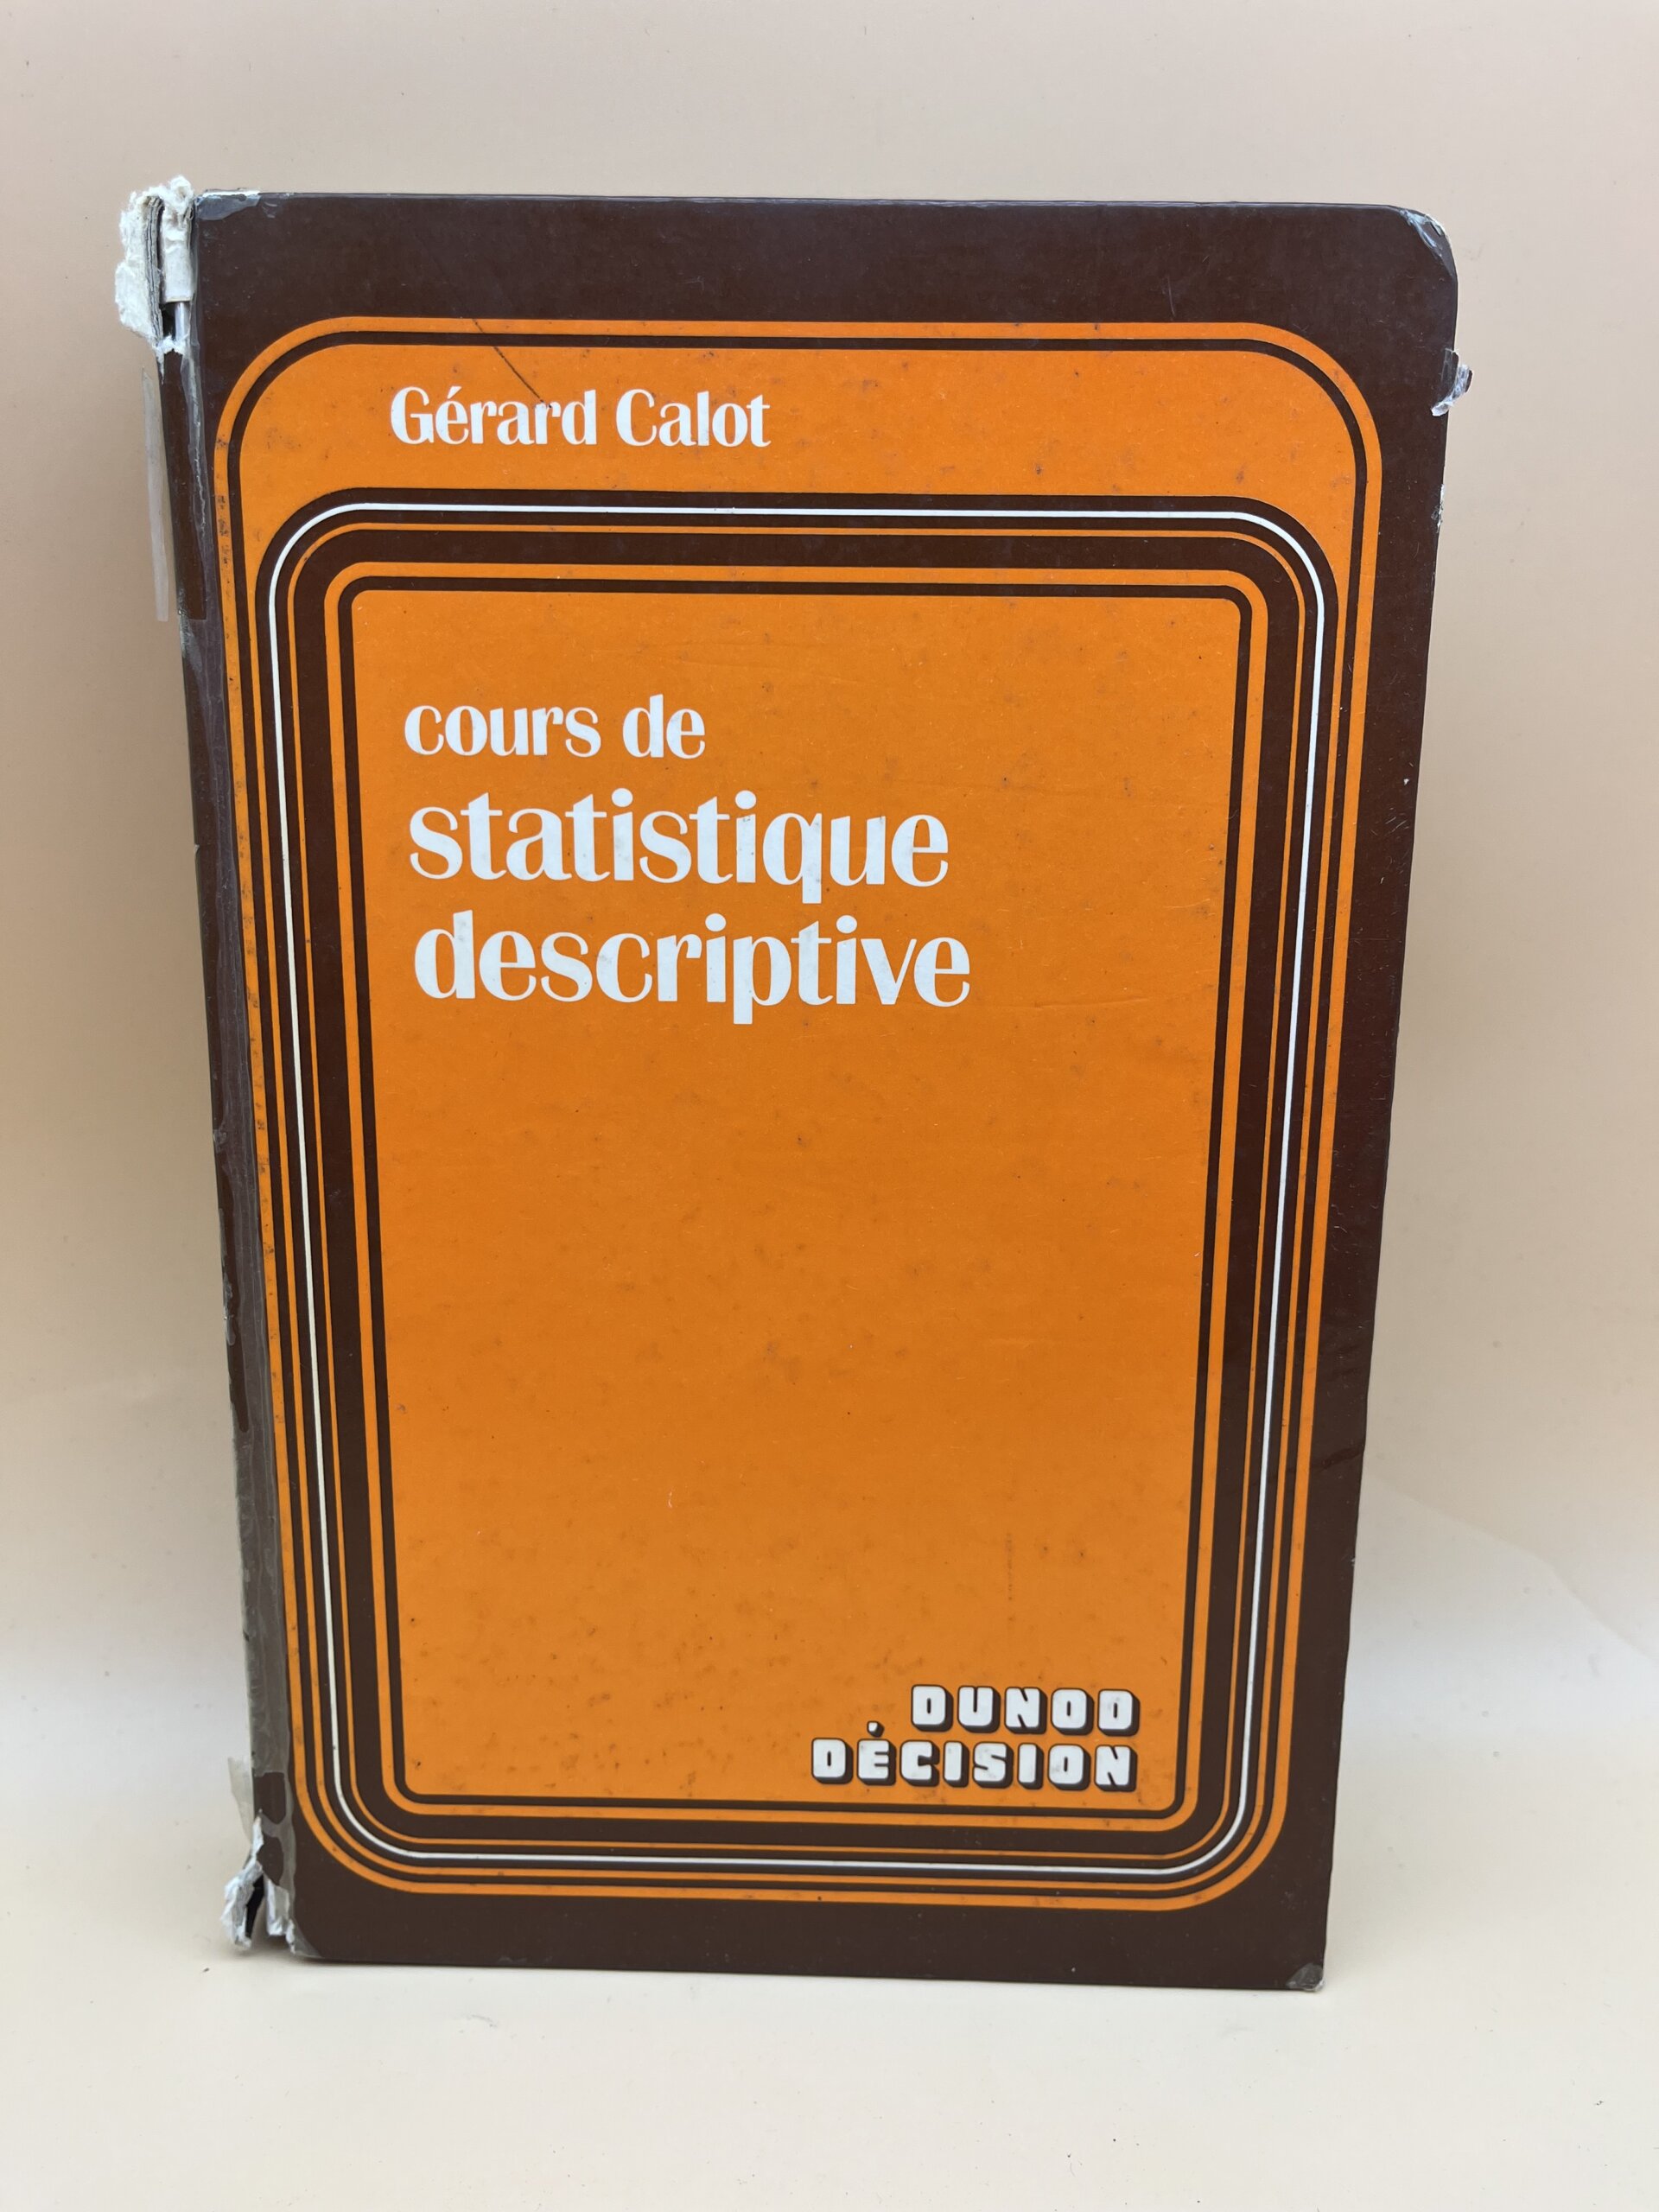 Gérard Calot
cours de
statistique
descriptive
DUNOD
DÉCISION